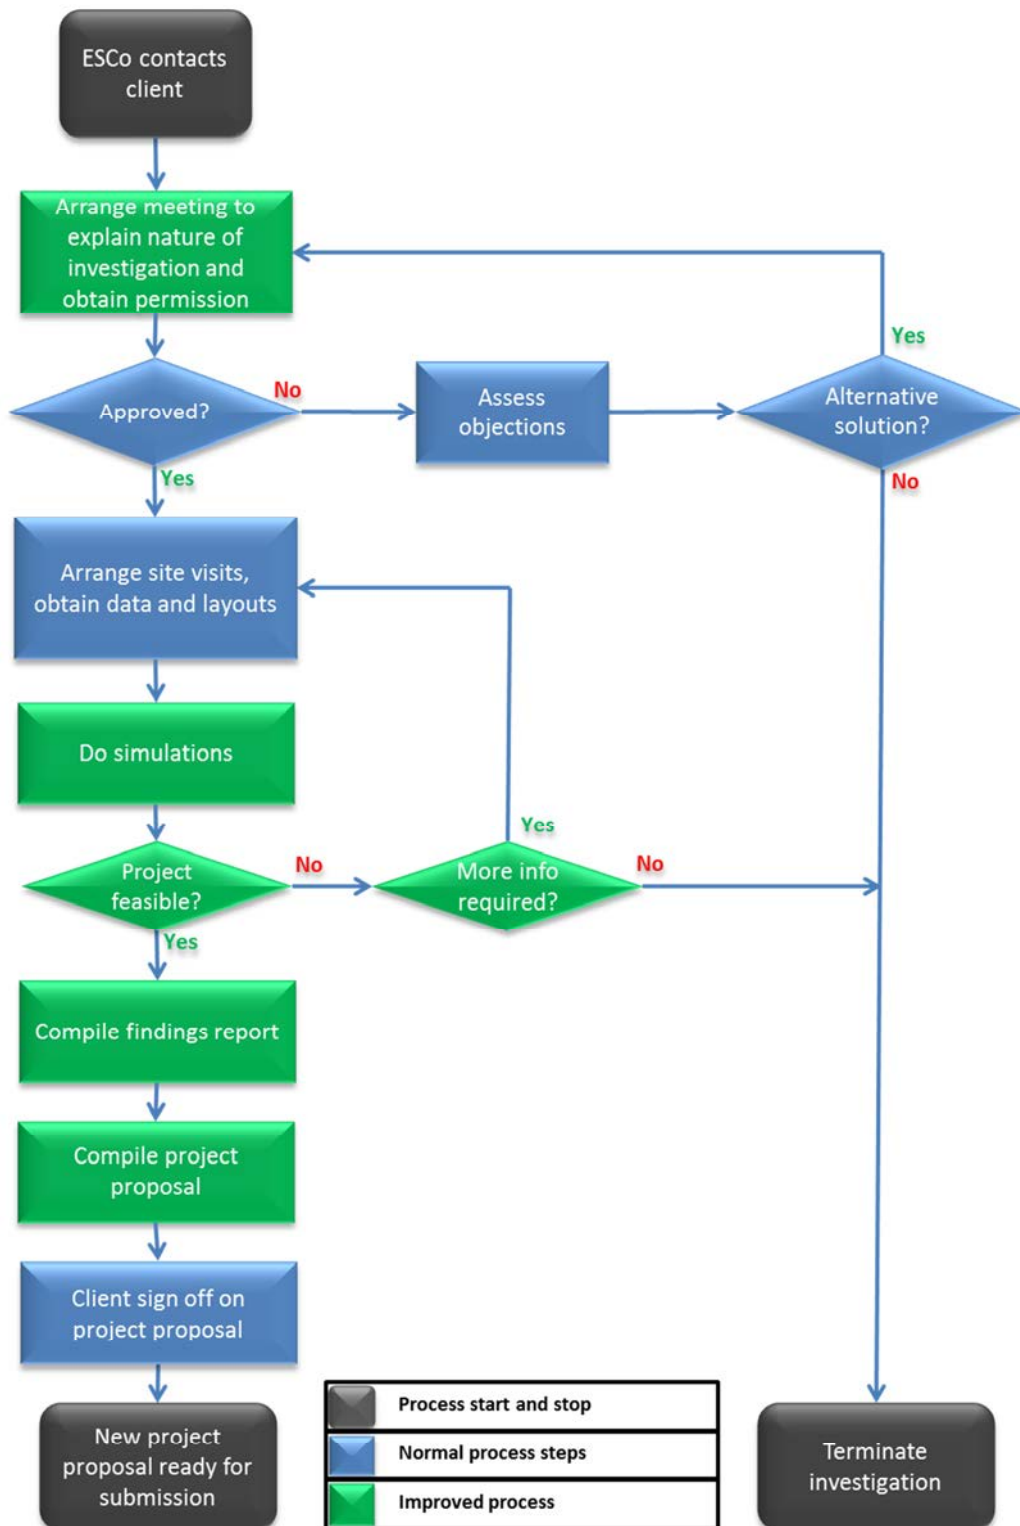 ESCo contacts
client
Arrange meeting to
explain nature of
investigation and
obtain permission
Yes
Approved?
No
Assess
objections
Alternative
solution?
Yes
No
Arrange site visits,
obtain data and layouts
Do simulations
Yes
Project
feasible?
No
More info
required?
No
Yes
Compile findings report
Compile project
proposal
Client sign off on
project proposal
New project
proposal ready for
submission
Process start and stop
Normal process steps
Improved process
Terminate
investigation